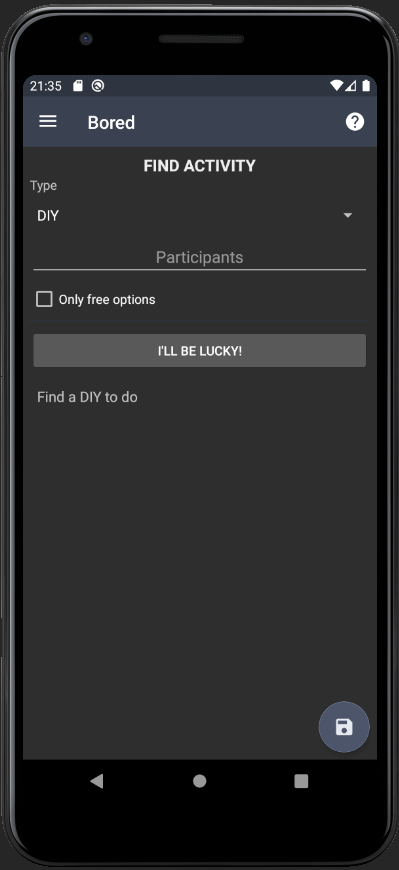 21:35
Bored
FIND ACTIVITY
Type
DIY
Participants
Only free options
I'LL BE LUCKY!
Find a DIY to do